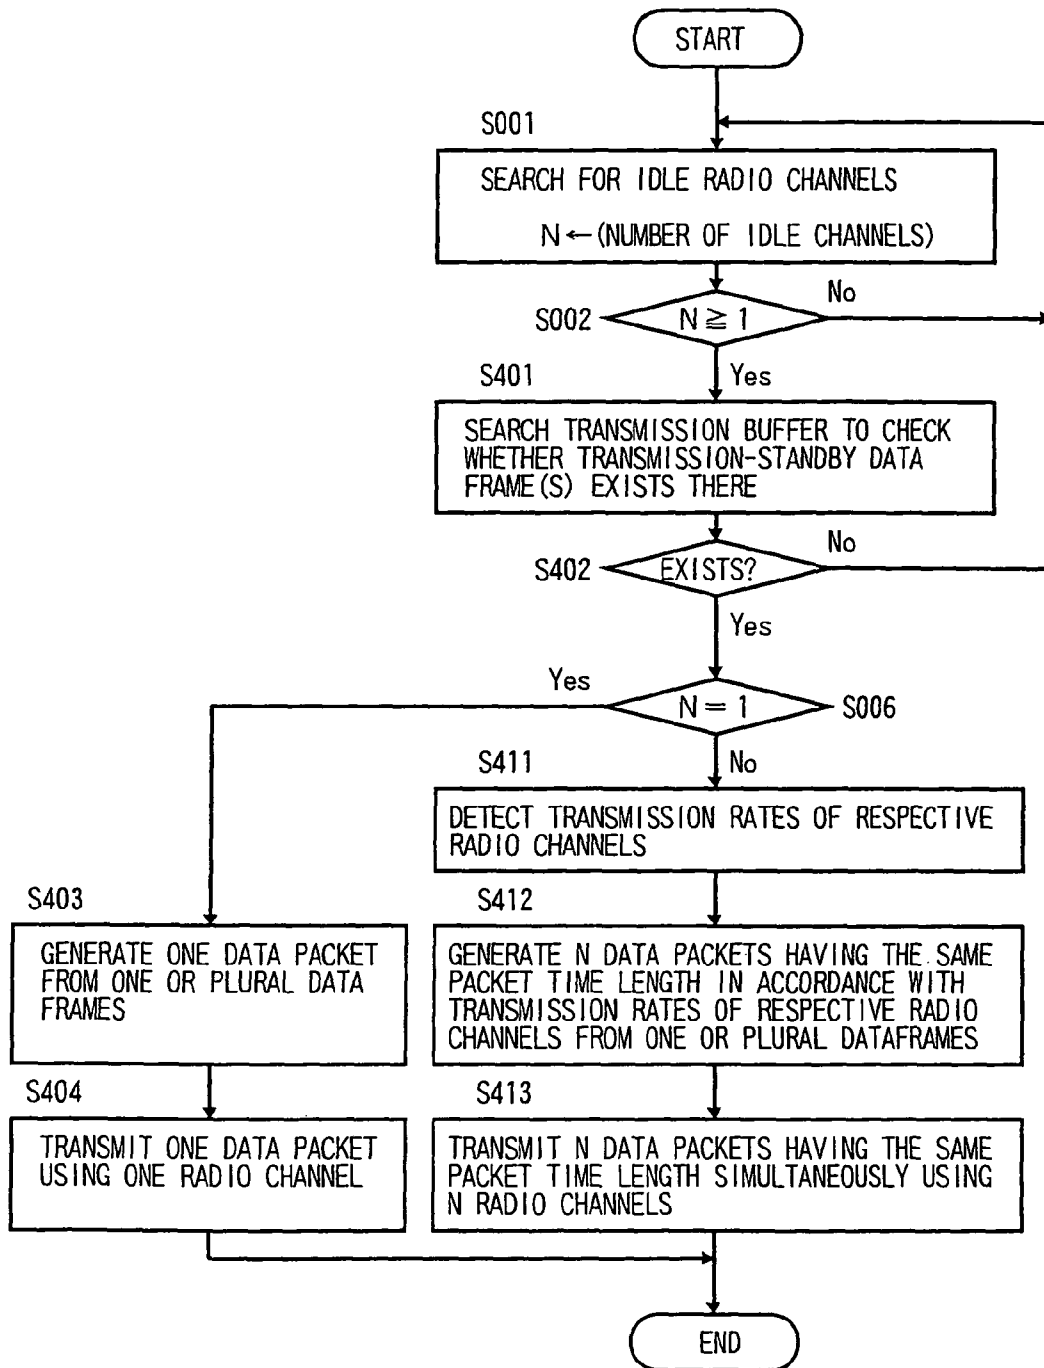 START
S001
SEARCH FOR IDLE RADIO CHANNELS
N ← (NUMBER OF IDLE CHANNELS)
No
S002
N ≧ 1
Yes
S401
SEARCH TRANSMISSION BUFFER TO CHECK
WHETHER TRANSMISSION-STANDBY DATA
FRAME(S) EXISTS THERE
No
S402
EXISTS?
Yes
Yes
N = 1
S006
No
S411
DETECT TRANSMISSION RATES OF RESPECTIVE
RADIO CHANNELS
S403
GENERATE ONE DATA PACKET
FROM ONE OR PLURAL DATA
FRAMES
S412
GENERATE N DATA PACKETS HAVING THE SAME
PACKET TIME LENGTH IN ACCORDANCE WITH
TRANSMISSION RATES OF RESPECTIVE RADIO
CHANNELS FROM ONE OR PLURAL DATAFRAMES
S404
TRANSMIT ONE DATA PACKET
USING ONE RADIO CHANNEL
S413
TRANSMIT N DATA PACKETS HAVING THE SAME
PACKET TIME LENGTH SIMULTANEOUSLY USING
N RADIO CHANNELS
END